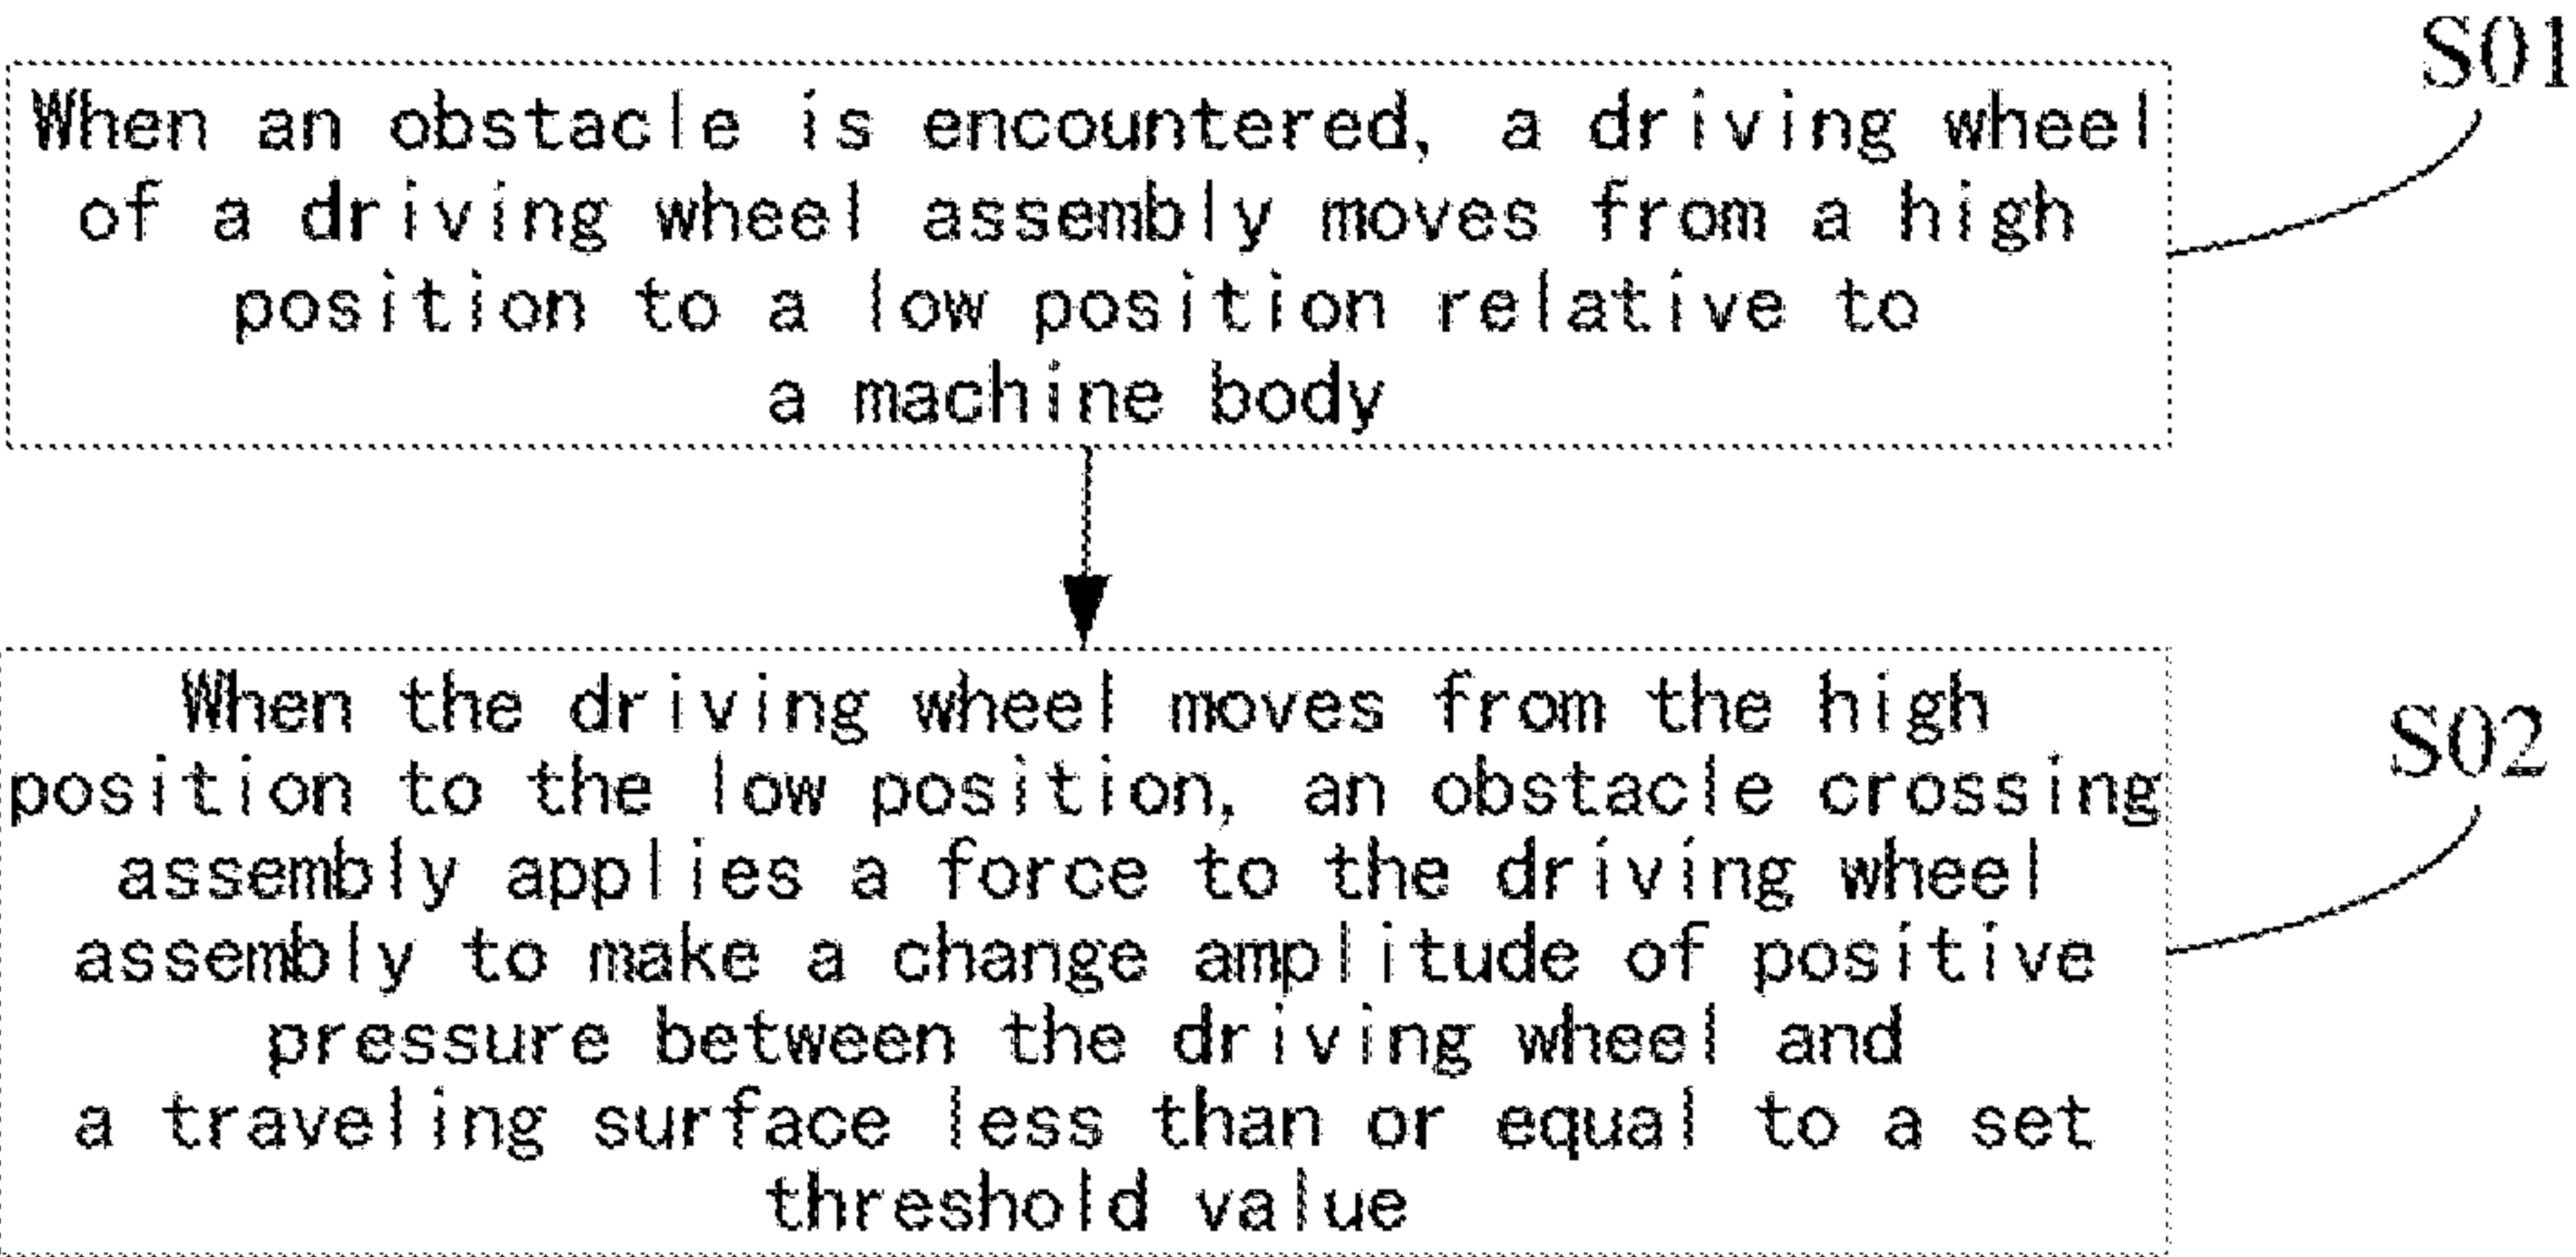 S01
When an obstacle is encountered, a driving wheel
of a driving wheel assembly moves from a high
position to a low position relative to
a machine body
When the driving wheel moves from the high
position to the low position, an obstacle crossing
assembly applies a force to the driving wheel
assembly to make a change amplitude of positive
pressure between the driving wheel and
a traveling surface less than or equal to a set
threshold value
S02